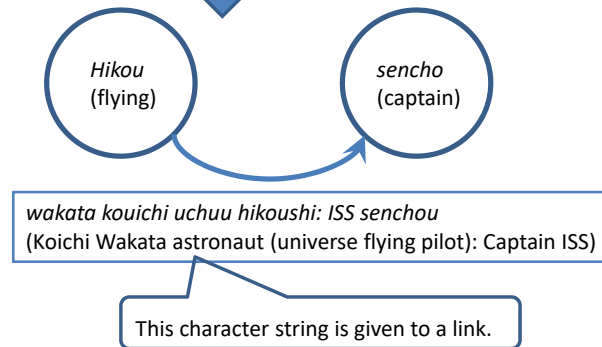 Hikou
(flying)
sencho
(captain)
wakata kouichi uchuu hikoushi: ISS senchou
(Koichi Wakata astronaut (universe flying pilot): Captain ISS)
This character string is given to a link.